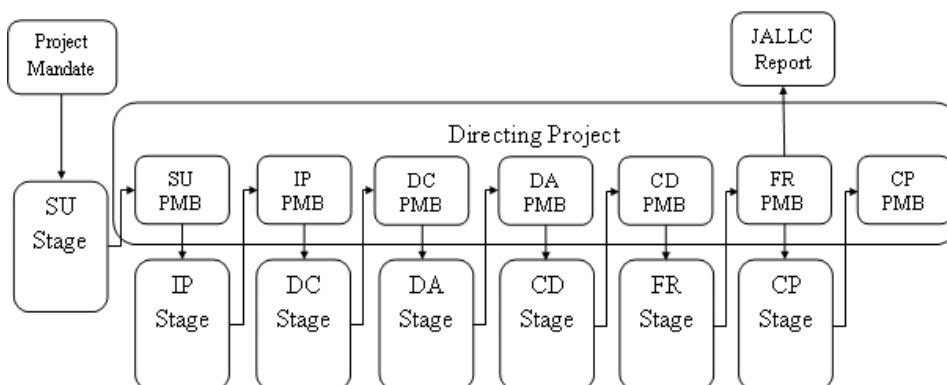 Project
Mandate
JALLC
Report
Directing Project
SU
PMB
IP
PMB
DC
PMB
DA
PMB
CD
PMB
FR
PMB
CP
PMB
SU
Stage
IP
Stage
DC
Stage
DA
Stage
CD
Stage
FR
Stage
CP
Stage